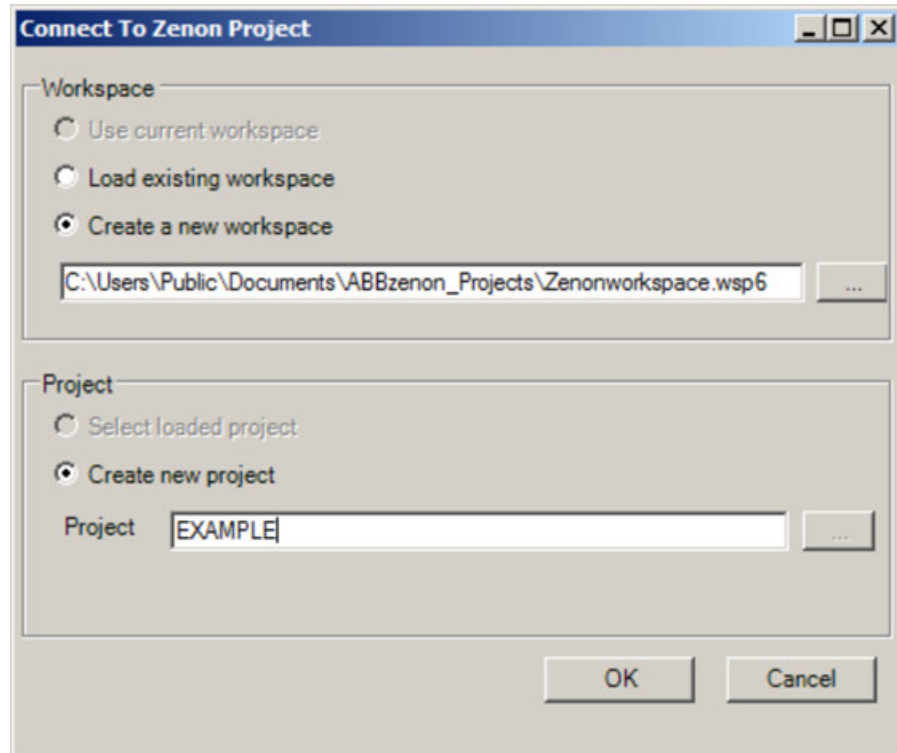 Connect To Zenon Project
Workspace
Use current workspace
Load existing workspace
Create a new workspace
C:\Users\Public\Documents\ABBzenon_Projects\Zenonworkspace.wsp6 ...
Project
Select loaded project
Create new project
Project EXAMPLE ...
OK Cancel